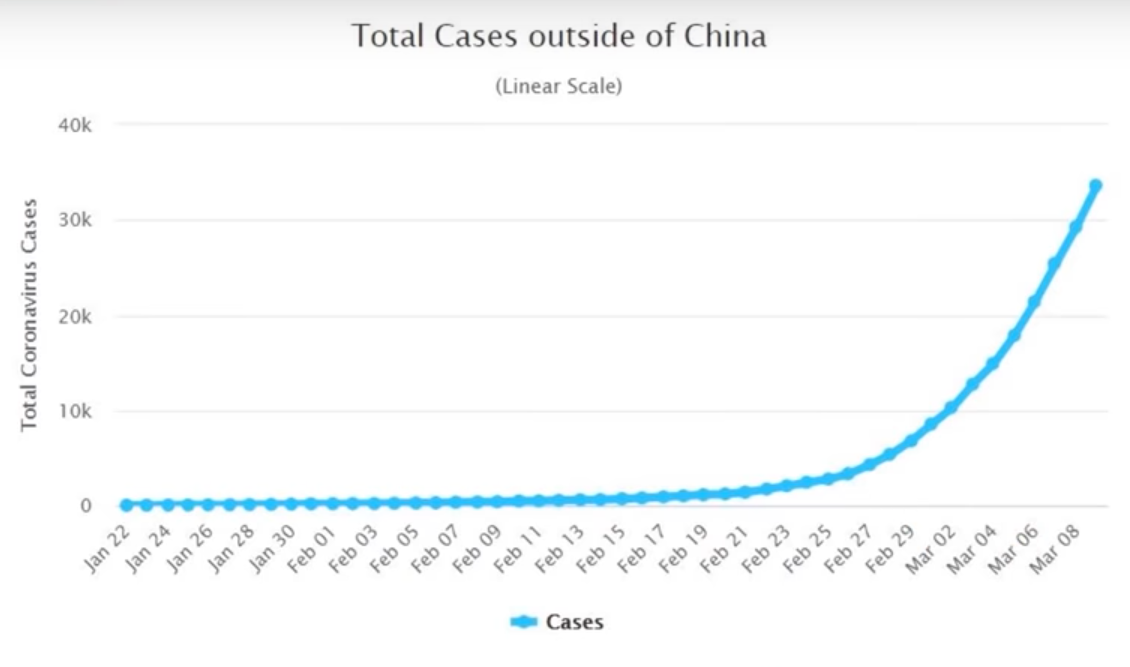 Total Cases outside of China
(Linear Scale)
Total Coronavirus Cases
40k
30k
20k
10k
0
Jan 22
Jan 24
Jan 26
Jan 28
Jan 30
Feb 01
Feb 03
Feb 05
Feb 07
Feb 09
Feb 11
Feb 13
Feb 15
Feb 17
Feb 19
Feb 21
Feb 23
Feb 25
Feb 27
Feb 29
Mar 02
Mar 04
Mar 06
Mar 08
Cases